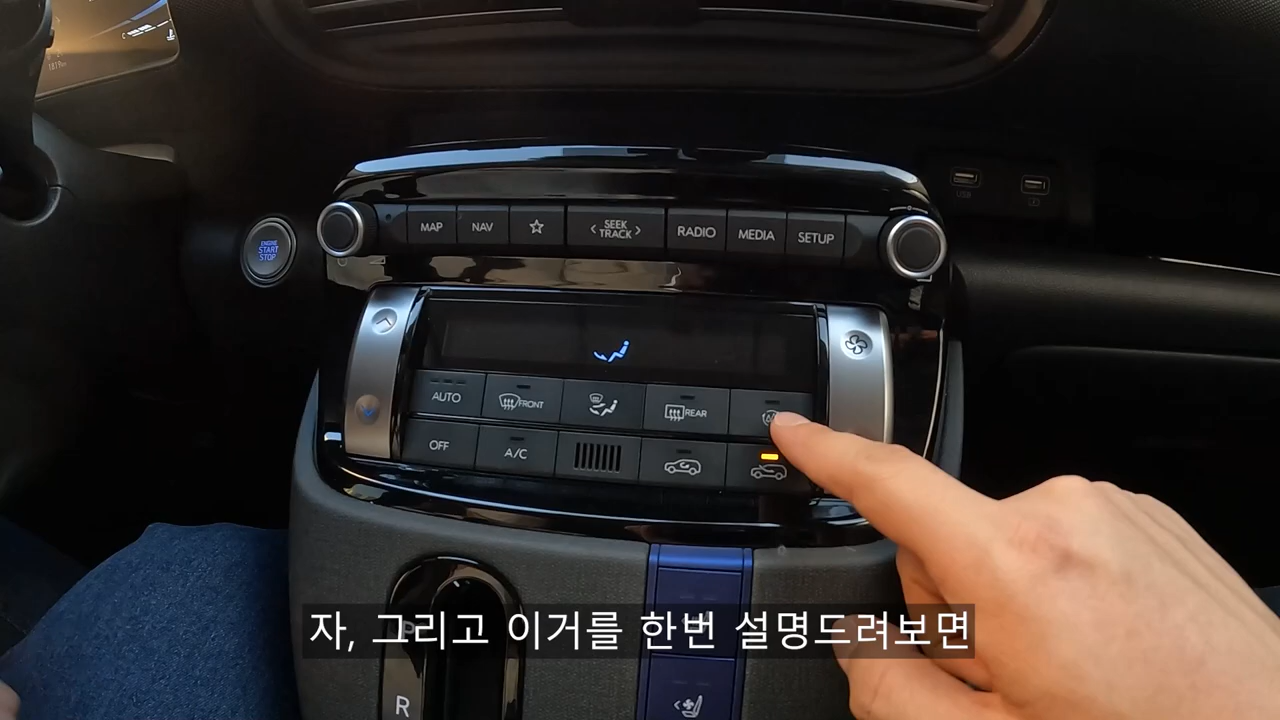 ENGINE
START
STOP
MAP
NAV
< SEEK TRACK >
RADIO
MEDIA
SETUP
USB
AUTO
FRONT
REAR
OFF
A/C
자, 그리고 이거를 한번 설명드려보면
R